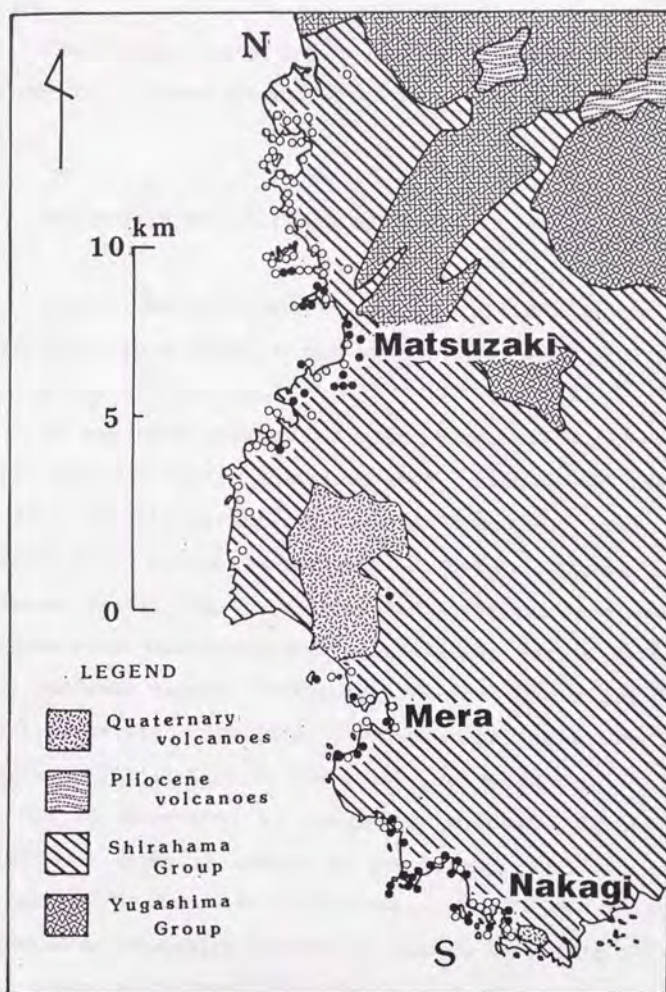 N
km
10
Matsuzaki
5
0
LEGEND
Mera
Quaternary
volcanoes
Pliocene
volcanoes
Shirahama
Group
Nakagi
Yugashima
Group
S